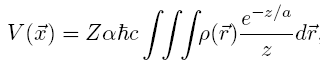 $V(\vec{x}) = Z\alpha\hbar c \iiint \rho(\vec{r}) \frac{e^{-z/a}}{z} d\vec{r},$